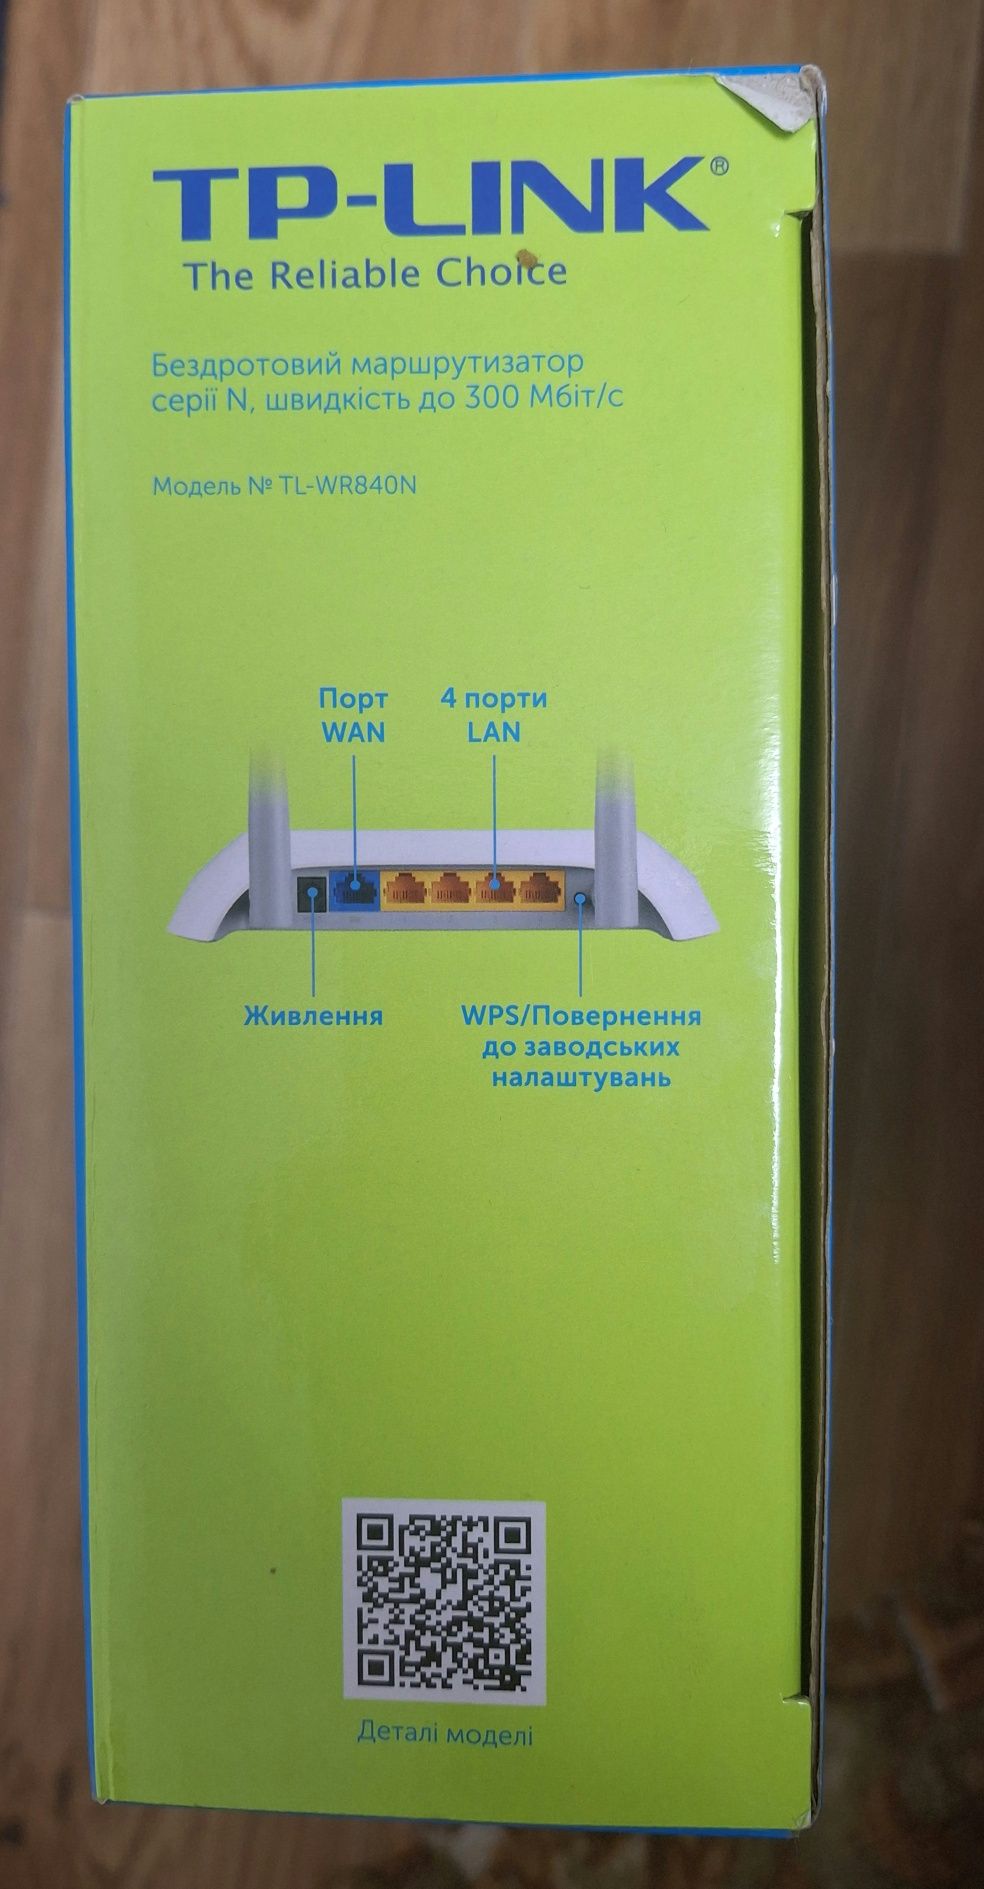 TP-LINK®
The Reliable Choice
Бездротовий маршрутизатор
серії N, швидкість до 300 Мбіт/с
Модель № TL-WR840N
Порт
WAN
4 порти
LAN
Живлення
WPS/Повернення
до заводських
налаштувань
Деталі моделі